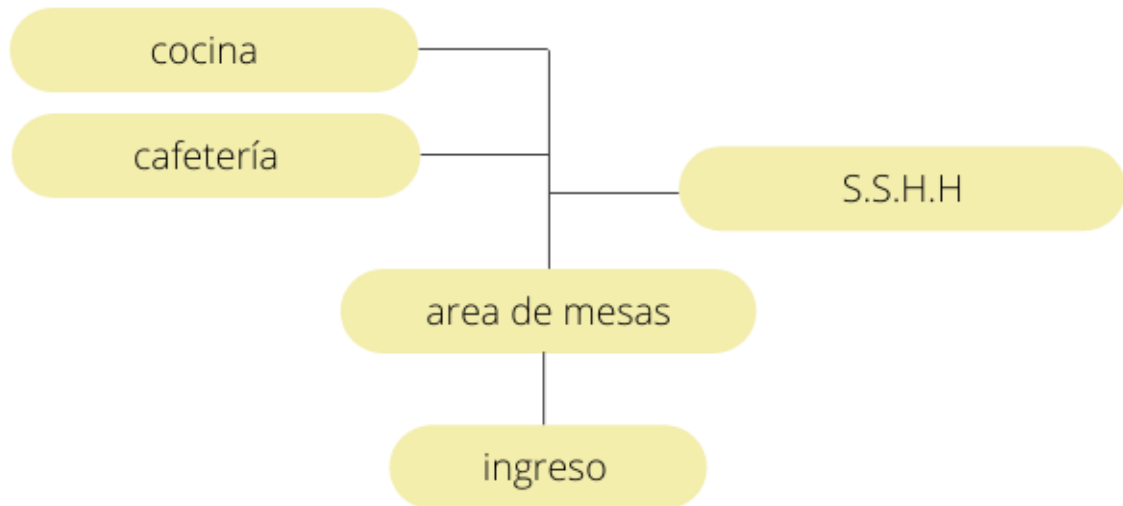 cocina
cafetería
S.S.H.H
area de mesas
ingreso